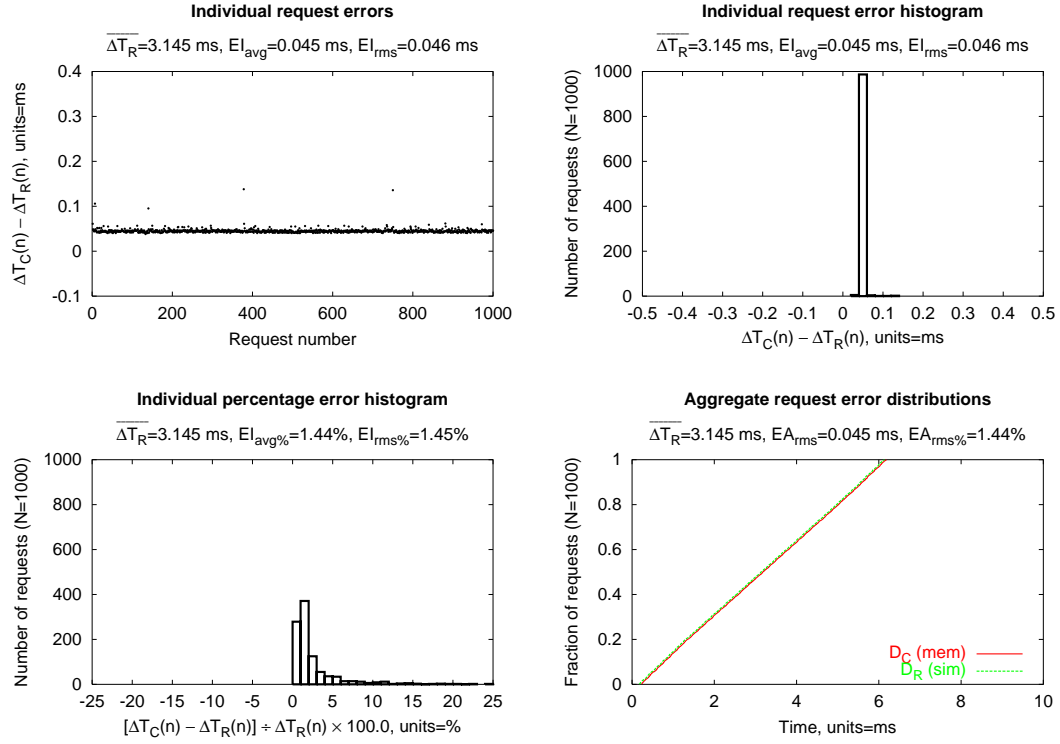 Individual request errors
ΔT_R=3.145 ms, EI_avg=0.045 ms, EI_rms=0.046 ms
0.4
0.3
0.2
0.1
0
-0.1
ΔT_C(n) − ΔT_R(n), units=ms
0 200 400 600 800 1000
Request number
Individual request error histogram
ΔT_R=3.145 ms, EI_avg=0.045 ms, EI_rms=0.046 ms
1000
800
600
400
200
0
Number of requests (N=1000)
-0.5 -0.4 -0.3 -0.2 -0.1 0 0.1 0.2 0.3 0.4 0.5
ΔT_C(n) − ΔT_R(n), units=ms
Individual percentage error histogram
ΔT_R=3.145 ms, EI_avg%=1.44%, EI_rms%=1.45%
1000
800
600
400
200
0
Number of requests (N=1000)
-25 -20 -15 -10 -5 0 5 10 15 20 25
[ΔT_C(n) − ΔT_R(n)] ÷ ΔT_R(n) × 100.0, units=%
Aggregate request error distributions
ΔT_R=3.145 ms, EA_rms=0.045 ms, EA_rms%=1.44%
1
0.8
0.6
0.4
0.2
0
Fraction of requests (N=1000)
D_C (mem)
D_R (sim)
0 2 4 6 8 10
Time, units=ms